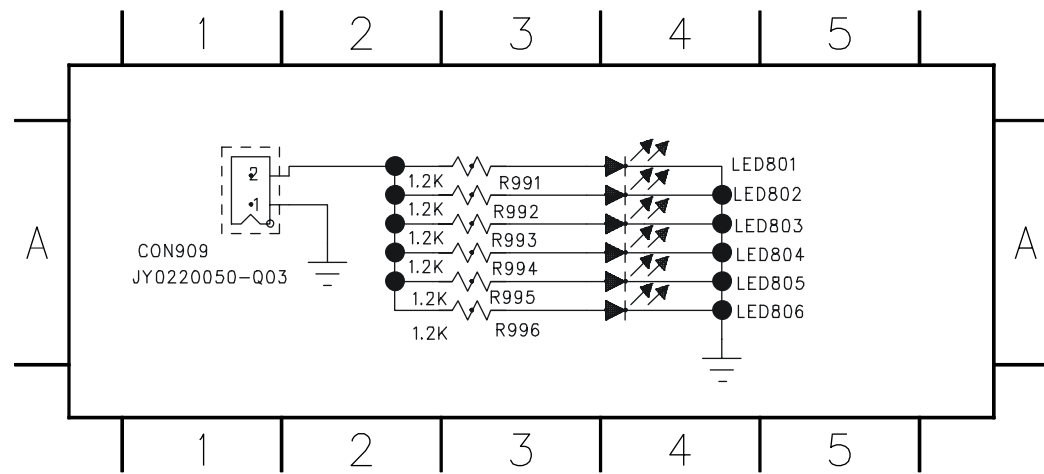 1 2 3 4 5
2
1
CON909
JY0220050-Q03
1.2K R991 LED801
1.2K R992 LED802
1.2K R993 LED803
1.2K R994 LED804
1.2K R995 LED805
1.2K R996 LED806
A A
1 2 3 4 5